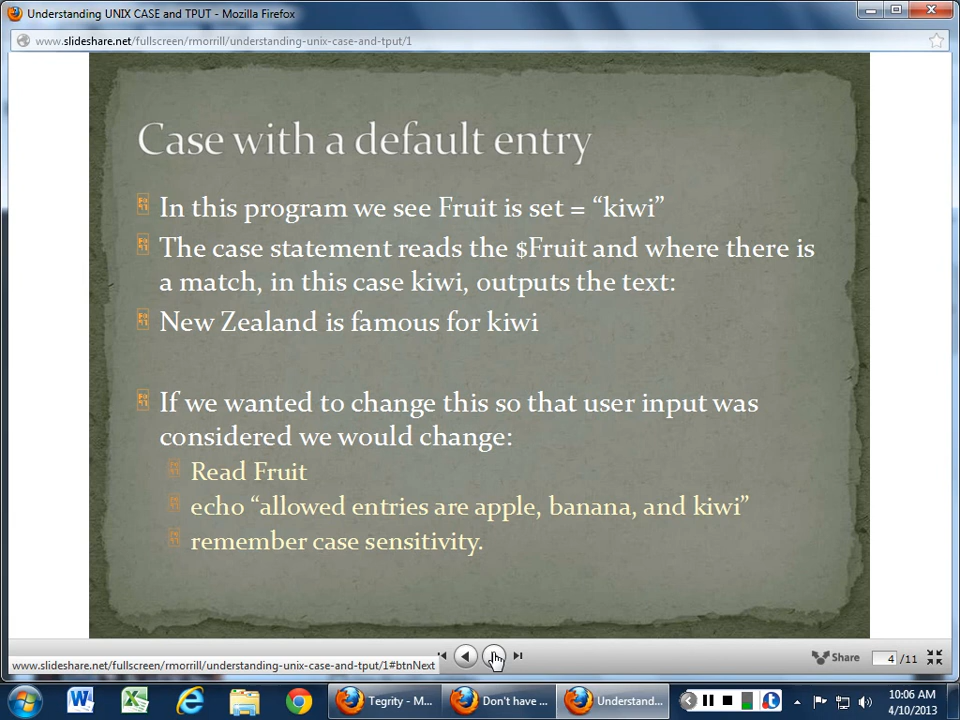 Understanding UNIX CASE and TPUT - Mozilla Firefox
www.slideshare.net/fullscreen/rmorrill/understanding-unix-case-and-tput/1
Case with a default entry
In this program we see Fruit is set = “kiwi”
The case statement reads the $Fruit and where there is
a match, in this case kiwi, outputs the text:
New Zealand is famous for kiwi
If we wanted to change this so that user input was
considered we would change:
Read Fruit
echo “allowed entries are apple, banana, and kiwi”
remember case sensitivity.
Share
4 /11
www.slideshare.net/fullscreen/rmorrill/understanding-unix-case-and-tput/1#btnNext
Tegrity - M...
Don't have ...
Understand...
10:06 AM
4/10/2013